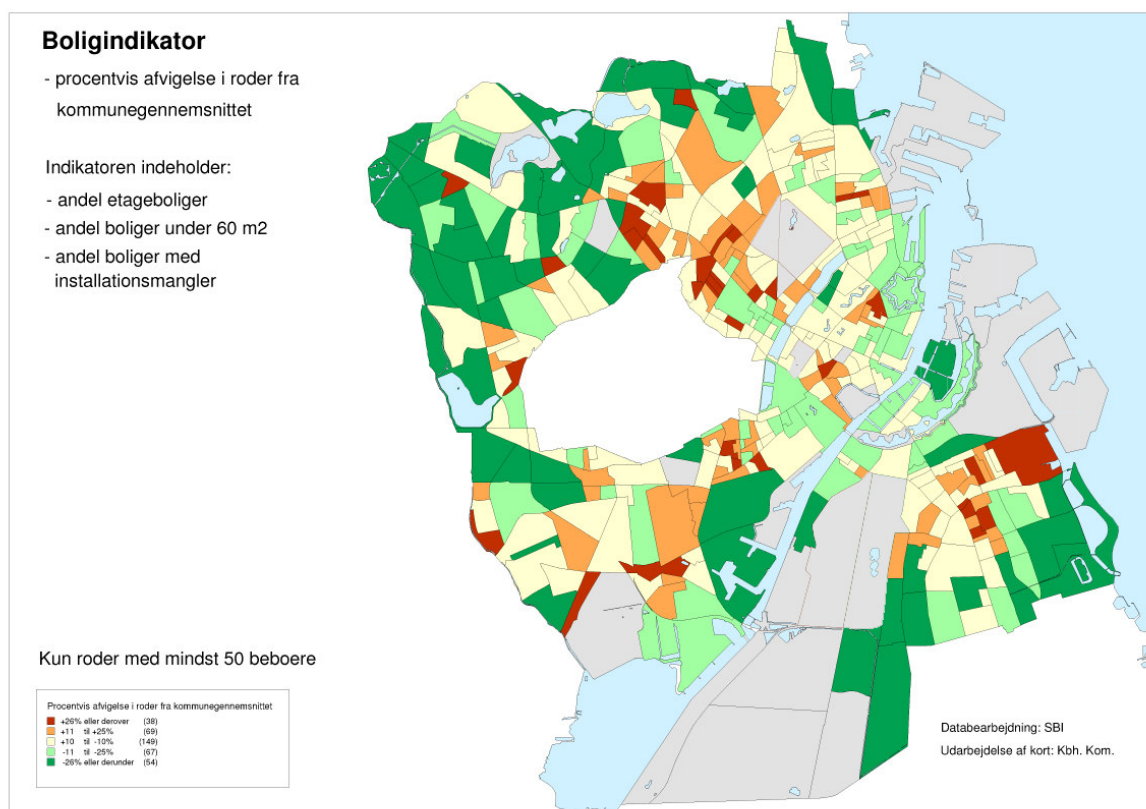 Boligindikator
- procentvis afvigelse i roder fra
kommunegennemsnittet
Indikatoren indeholder:
- andel etageboliger
- andel boliger under 60 m2
- andel boliger med
installationsmangler
Kun roder med mindst 50 beboere
Procentvis afvigelse i roder fra kommunegennemsnittet
+26% eller derover (38)
+11 til +25% (69)
+10 til -10% (149)
-11 til -25% (67)
-26% eller derunder (54)
Databearbejdning: SBI
Udarbejdelse af kort: Kbh. Kom.